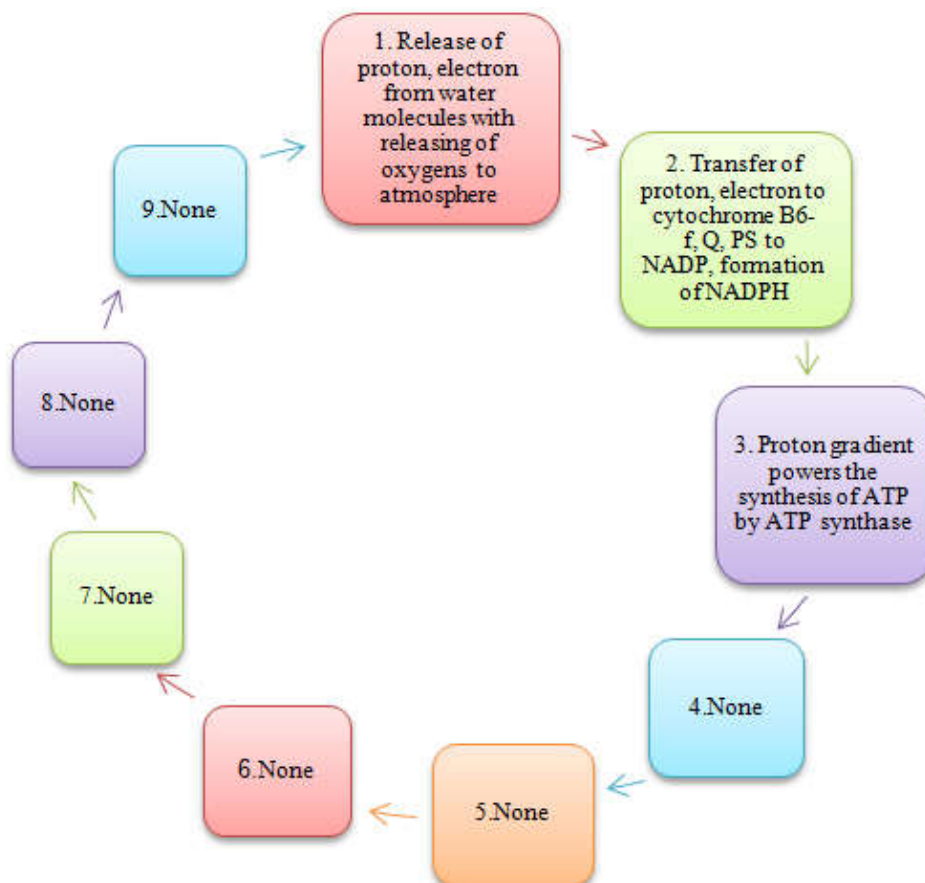 1. Release of
proton, electron
from water
molecules with
releasing of
oxygens to
atmosphere
2. Transfer of
proton, electron to
cytochrome B6-
f, Q, PS to
NADP, formation
of NADPH
3. Proton gradient
powers the
synthesis of ATP
by ATP synthase
4.None
5.None
6.None
7.None
8.None
9.None